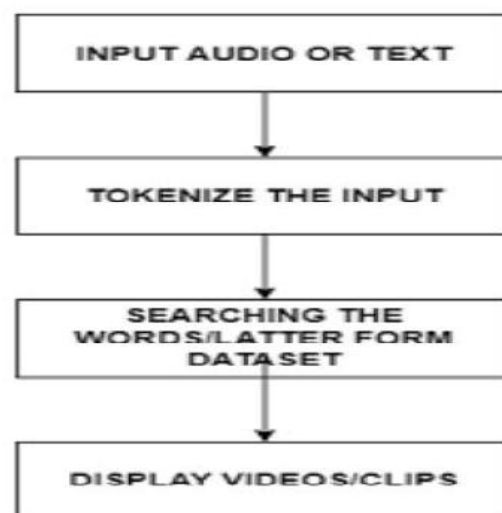 INPUT AUDIO OR TEXT
TOKENIZE THE INPUT
SEARCHING THE
WORDS/LATTER FORM
DATASET
DISPLAY VIDEOS/CLIPS